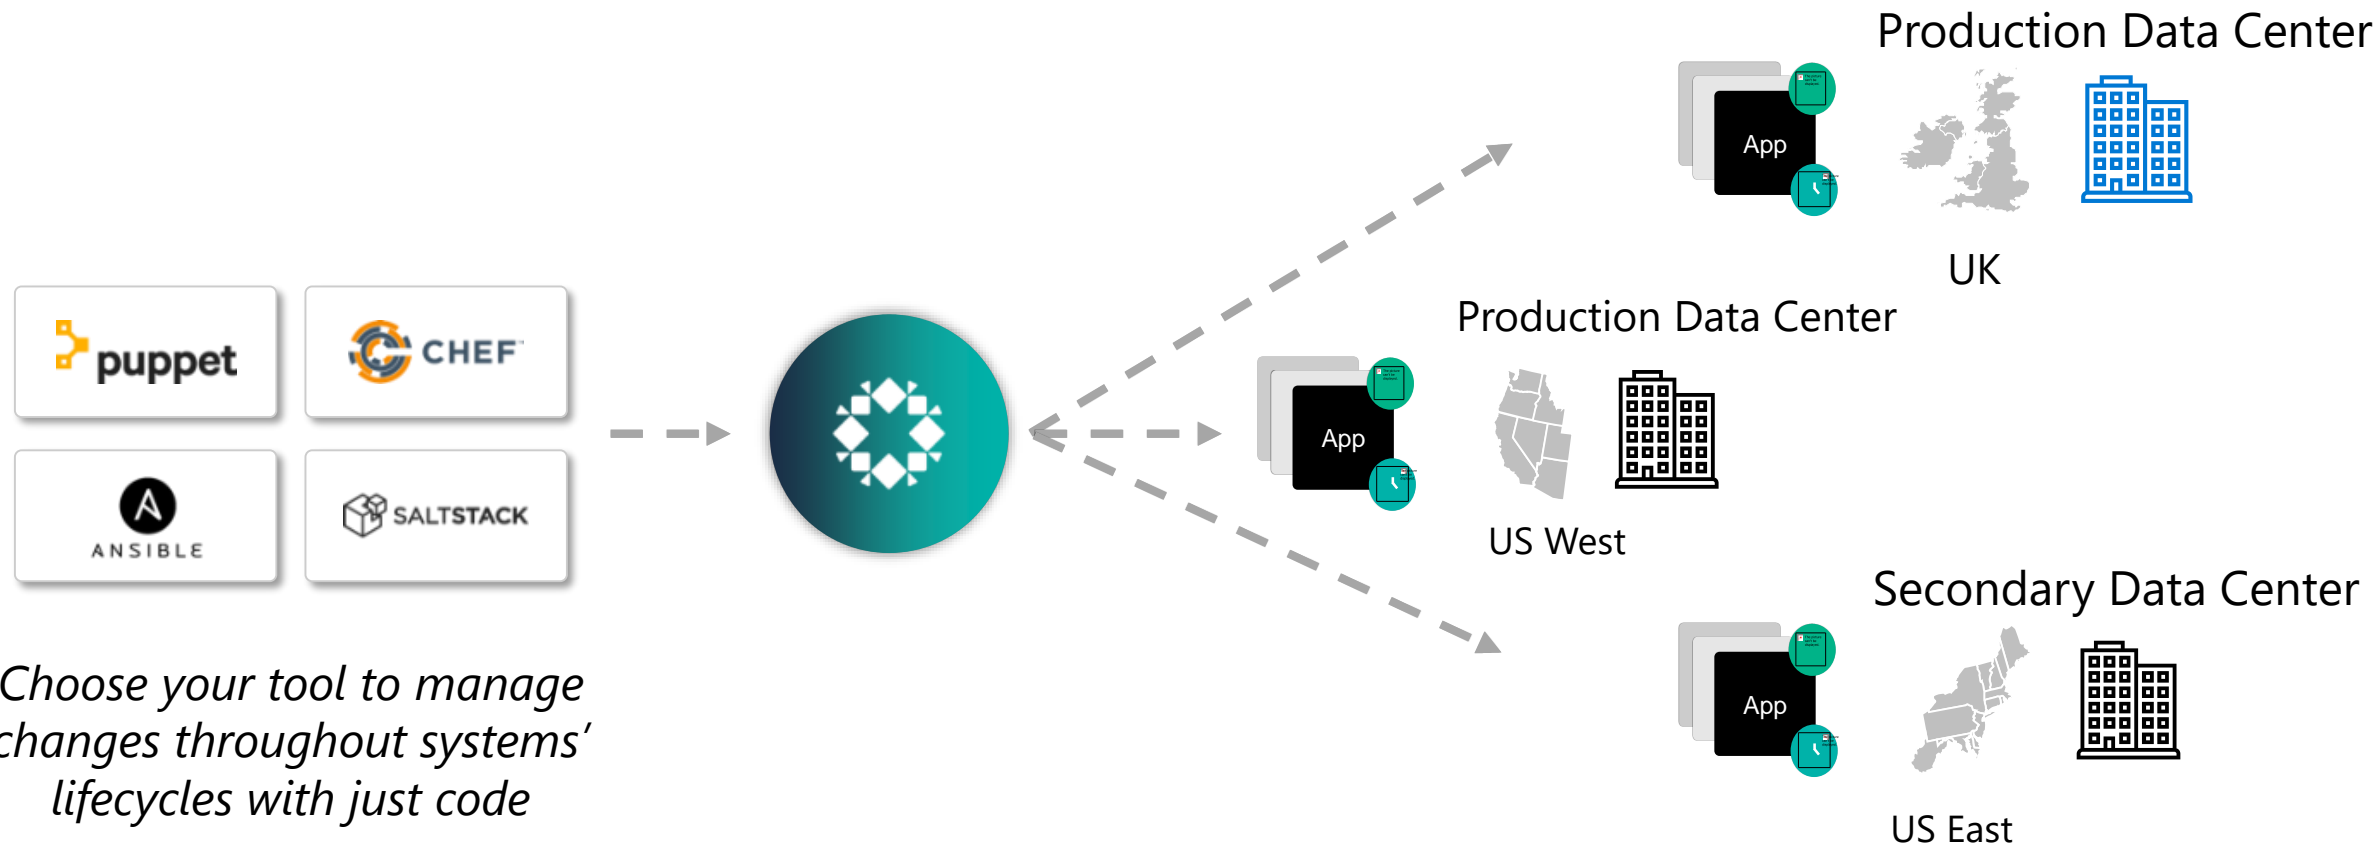 Production Data Center
App
UK
Production Data Center
App
US West
Secondary Data Center
App
US East
puppet
CHEF
ANSIBLE
SALTSTACK
Choose your tool to manage
changes throughout systems’
lifecycles with just code